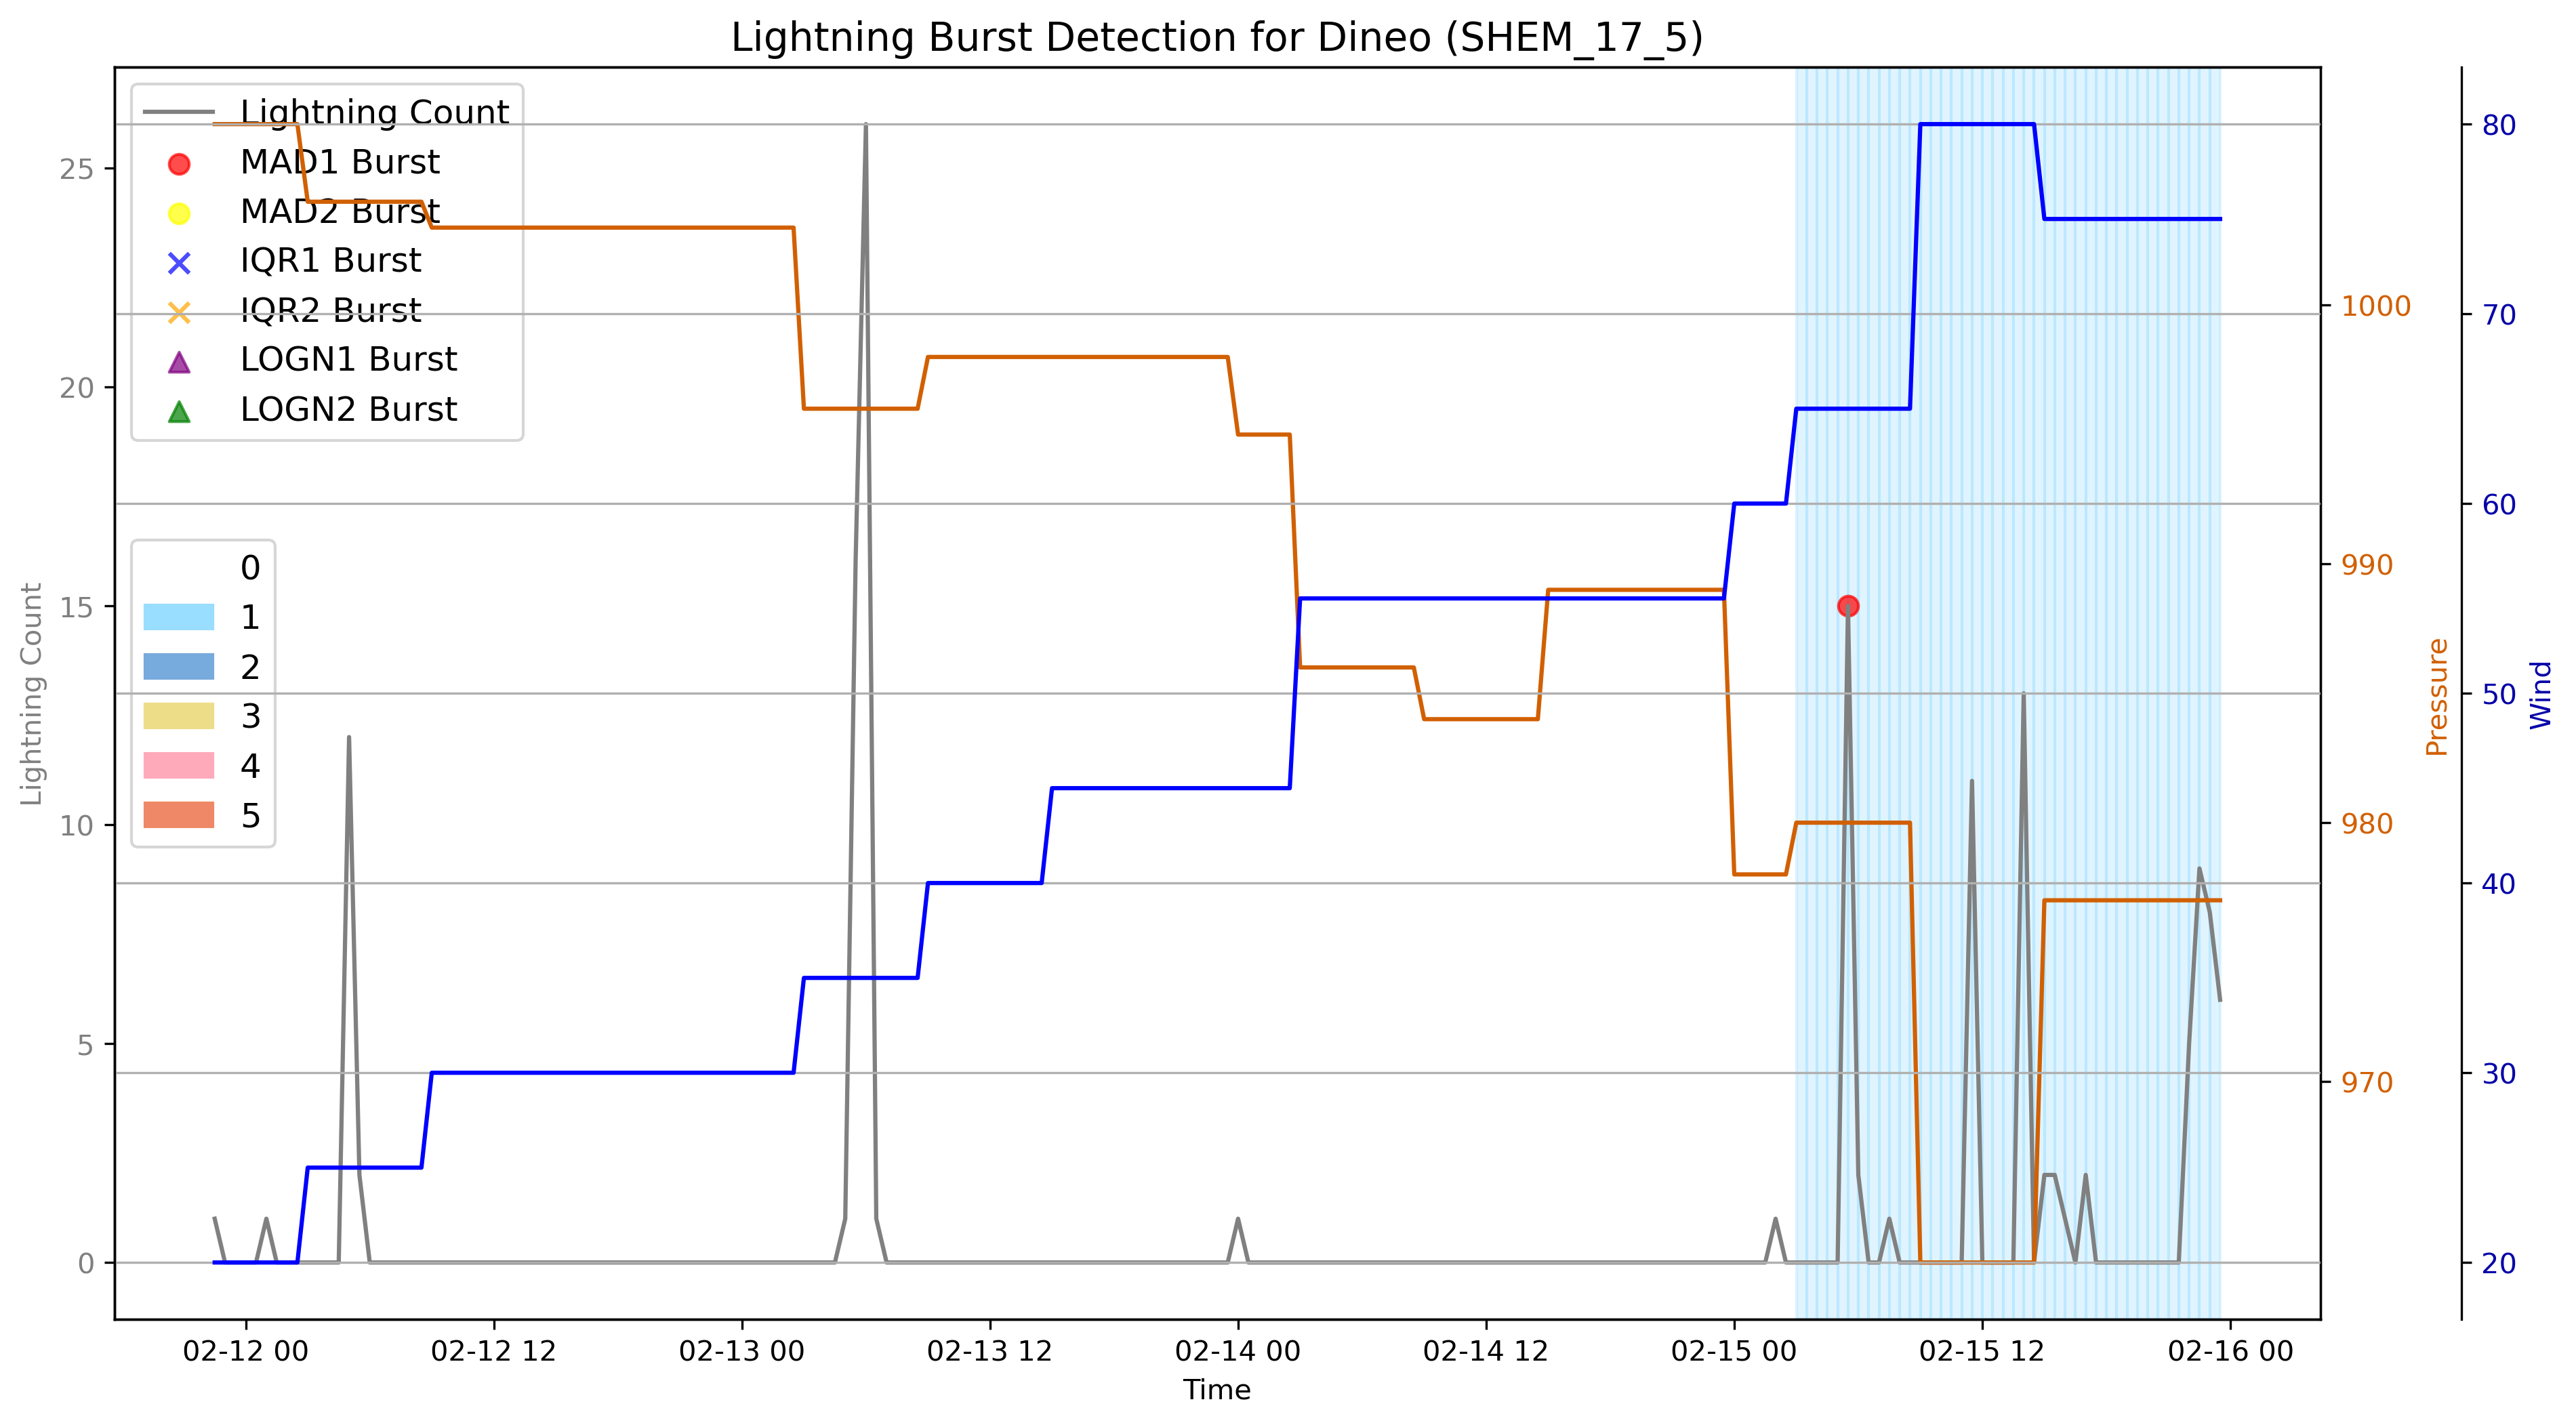 Lightning Burst Detection for Dineo (SHEM_17_5)
Lightning Count
MAD1 Burst
MAD2 Burst
IQR1 Burst
IQR2 Burst
LOGN1 Burst
LOGN2 Burst
0
1
2
3
4
5
Lightning Count
25
20
15
10
5
0
1000
990
980
970
Pressure
80
70
60
50
40
30
20
Wind
02-12 00
02-12 12
02-13 00
02-13 12
02-14 00
02-14 12
02-15 00
02-15 12
02-16 00
Time